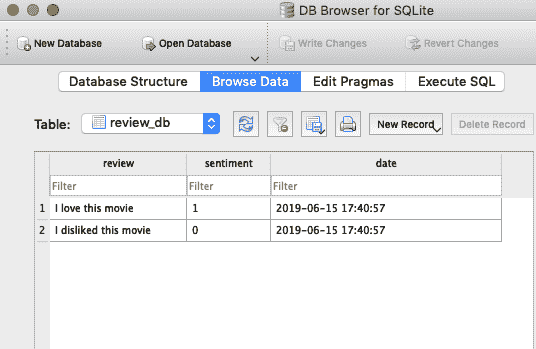 DB Browser for SQLite
New Database Open Database Write Changes Revert Changes
Database Structure Browse Data Edit Pragmas Execute SQL
Table: review_db New Record Delete Record
review sentiment date
Filter Filter Filter
1 I love this movie 1 2019-06-15 17:40:57
2 I disliked this movie 0 2019-06-15 17:40:57